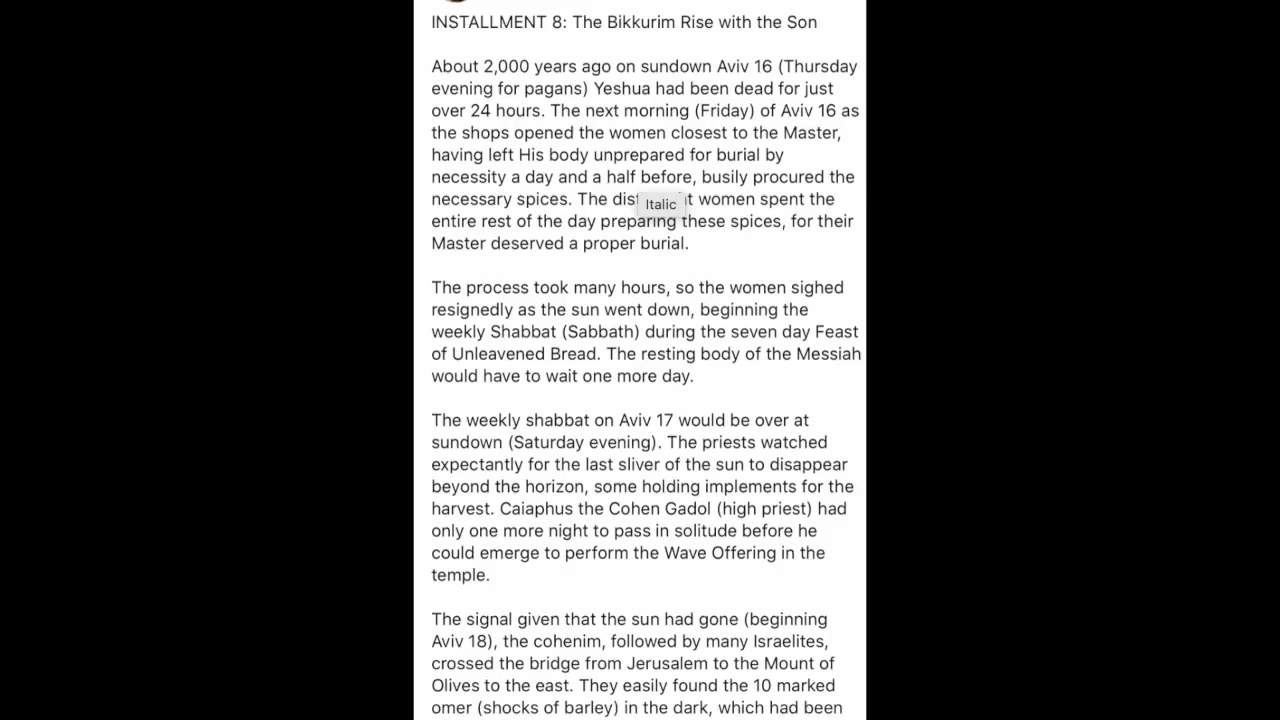 INSTALLMENT 8: The Bikkurim Rise with the Son
About 2,000 years ago on sundown Aviv 16 (Thursday
evening for pagans) Yeshua had been dead for just
over 24 hours. The next morning (Friday) of Aviv 16 as
the shops opened the women closest to the Master,
having left His body unprepared for burial by
necessity a day and a half before, busily procured the
necessary spices. The women spent the
Italic
entire rest of the day preparing these spices, for their
Master deserved a proper burial.
The process took many hours, so the women sighed
resignedly as the sun went down, beginning the
weekly Shabbat (Sabbath) during the seven day Feast
of Unleavened Bread. The resting body of the Messiah
would have to wait one more day.
The weekly shabbat on Aviv 17 would be over at
sundown (Saturday evening). The priests watched
expectantly for the last sliver of the sun to disappear
beyond the horizon, some holding implements for the
harvest. Caiaphus the Cohen Gadol (high priest) had
only one more night to pass in solitude before he
could emerge to perform the Wave Offering in the
temple.
The signal given that the sun had gone (beginning
Aviv 18), the cohenim, followed by many Israelites,
crossed the bridge from Jerusalem to the Mount of
Olives to the east. They easily found the 10 marked
omer (shocks of barley) in the dark, which had been